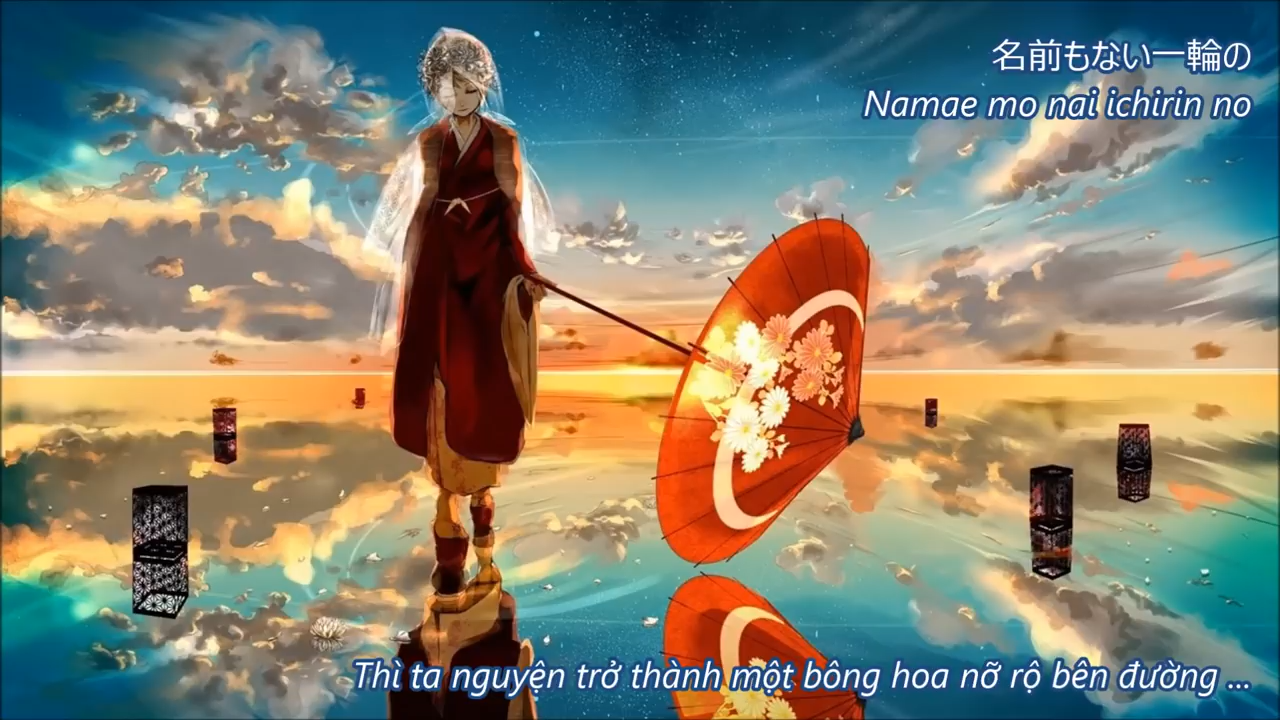 名前もない一輪の
Namae mo nai ichirin no
Thì ta nguyện trở thành một bông hoa nỡ rộ bên đường ...